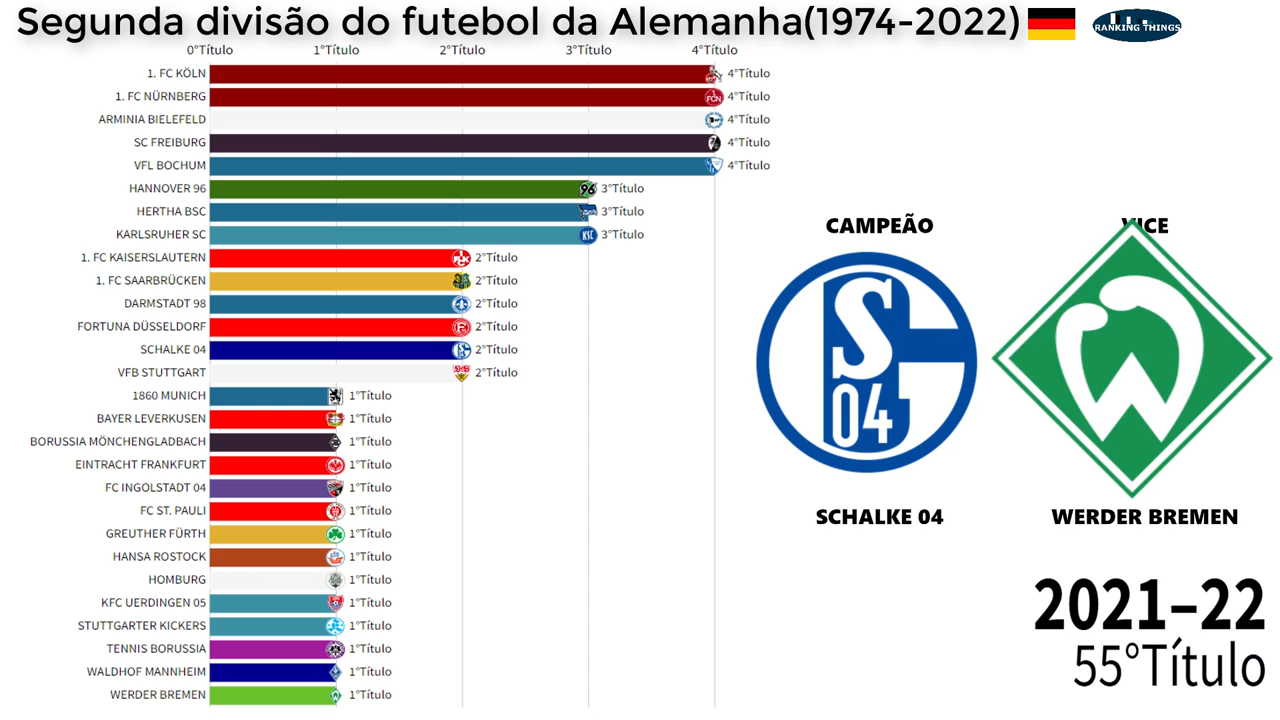 Segunda divisão do futebol da Alemanha(1974-2022)
RANKING THINGS
0°Título 1°Título 2°Título 3°Título 4°Título
1. FC KÖLN 4°Título
1. FC NÜRNBERG FCN 4°Título
ARMINIA BIELEFELD 4°Título
SC FREIBURG 4°Título
VFL BOCHUM 4°Título
HANNOVER 96 96 3°Título
HERTHA BSC 3°Título
KARLSRUHER SC KSC 3°Título
1. FC KAISERSLAUTERN 2°Título
1. FC SAARBRÜCKEN 2°Título
DARMSTADT 98 2°Título
FORTUNA DÜSSELDORF 2°Título
SCHALKE 04 2°Título
VFB STUTTGART 2°Título
1860 MUNICH 1°Título
BAYER LEVERKUSEN 1°Título
BORUSSIA MÖNCHENGLADBACH 1°Título
EINTRACHT FRANKFURT 1°Título
FC INGOLSTADT 04 1°Título
FC ST. PAULI 1°Título
GREUTHER FÜRTH 1°Título
HANSA ROSTOCK 1°Título
HOMBURG 1°Título
KFC UERDINGEN 05 1°Título
STUTTGARTER KICKERS 1°Título
TENNIS BORUSSIA 1°Título
WALDHOF MANNHEIM 1°Título
WERDER BREMEN 1°Título
CAMPEÃO VICE
S W
04
SCHALKE 04 WERDER BREMEN
2021–22
55°Título